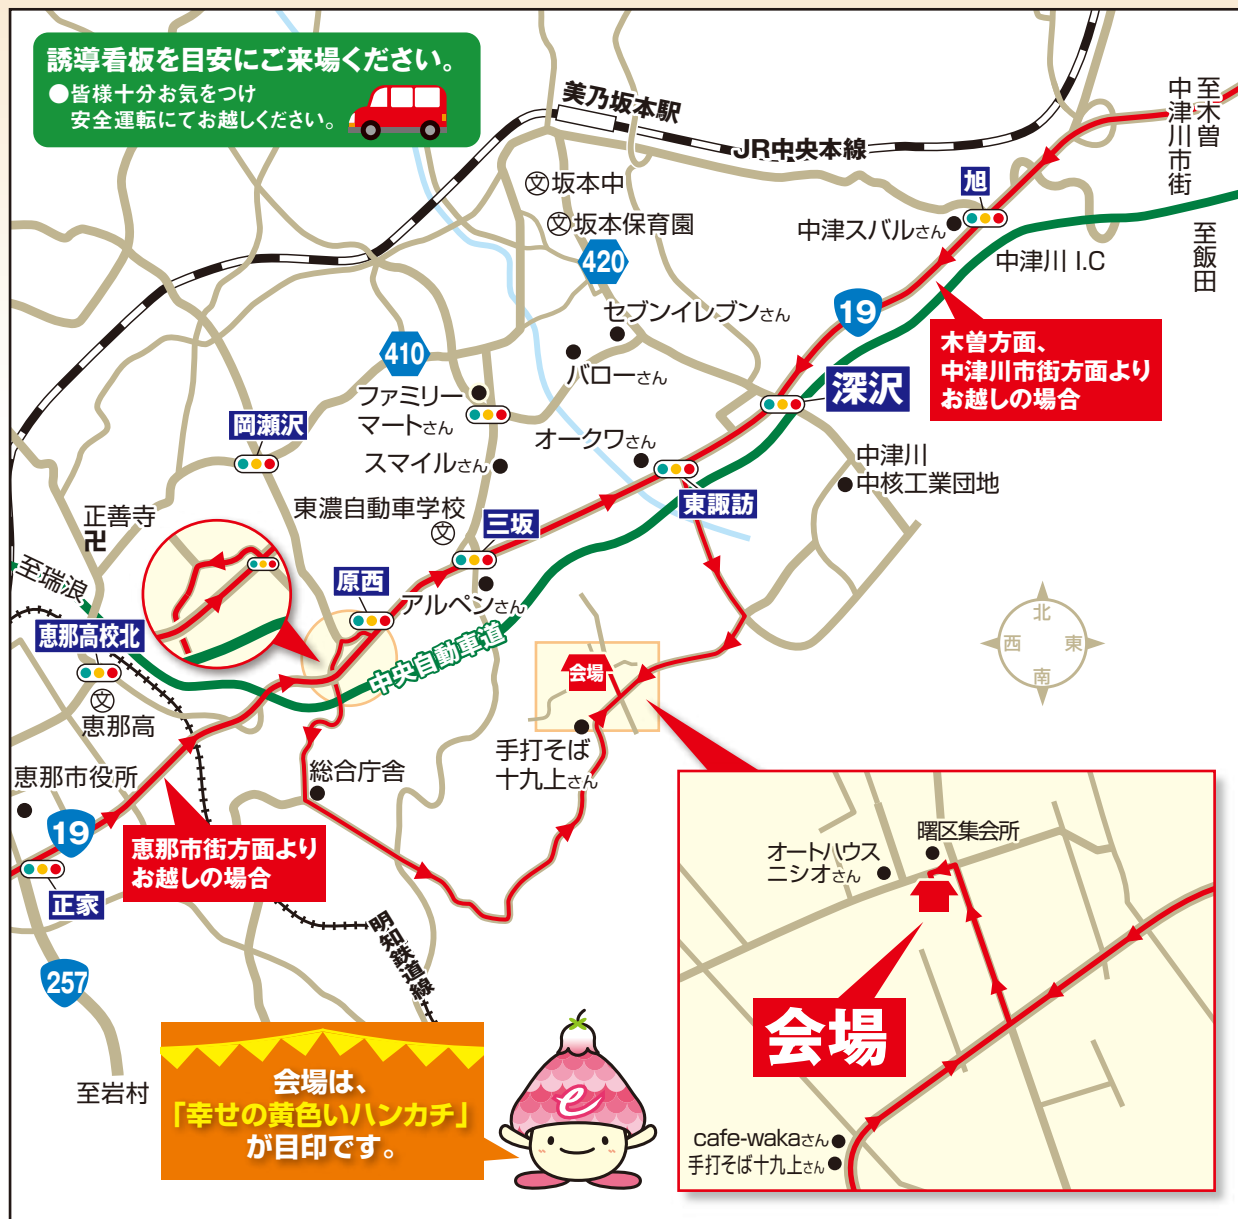 誘導看板を目安にご来場ください。
●皆様十分お気をつけ
安全運転にてお越しください。
美乃坂本駅
JR中央本線
至木曽
中津川市街
至飯田
文坂本中
文坂本保育園
旭
中津スバルさん
中津川 I.C
420
セブンイレブンさん
19
バローさん
410
木曽方面、
中津川市街方面より
お越しの場合
ファミリー
マートさん
深沢
岡瀬沢
オークワさん
スマイルさん
中津川
中核工業団地
東濃自動車学校
文
三坂
東諏訪
正善寺
卍
至瑞浪
原西
アルペンさん
恵那高校北
中央自動車道
会場
北
西
東
南
文
恵那高
手打そば
十九上さん
恵那市役所
総合庁舎
19
恵那市街方面より
お越しの場合
正家
明知鉄道線
257
至岩村
曙区集会所
オートハウス
ニシオさん
会場
cafe-wakaさん
手打そば十九上さん
会場は、
「幸せの黄色いハンカチ」
が目印です。
e